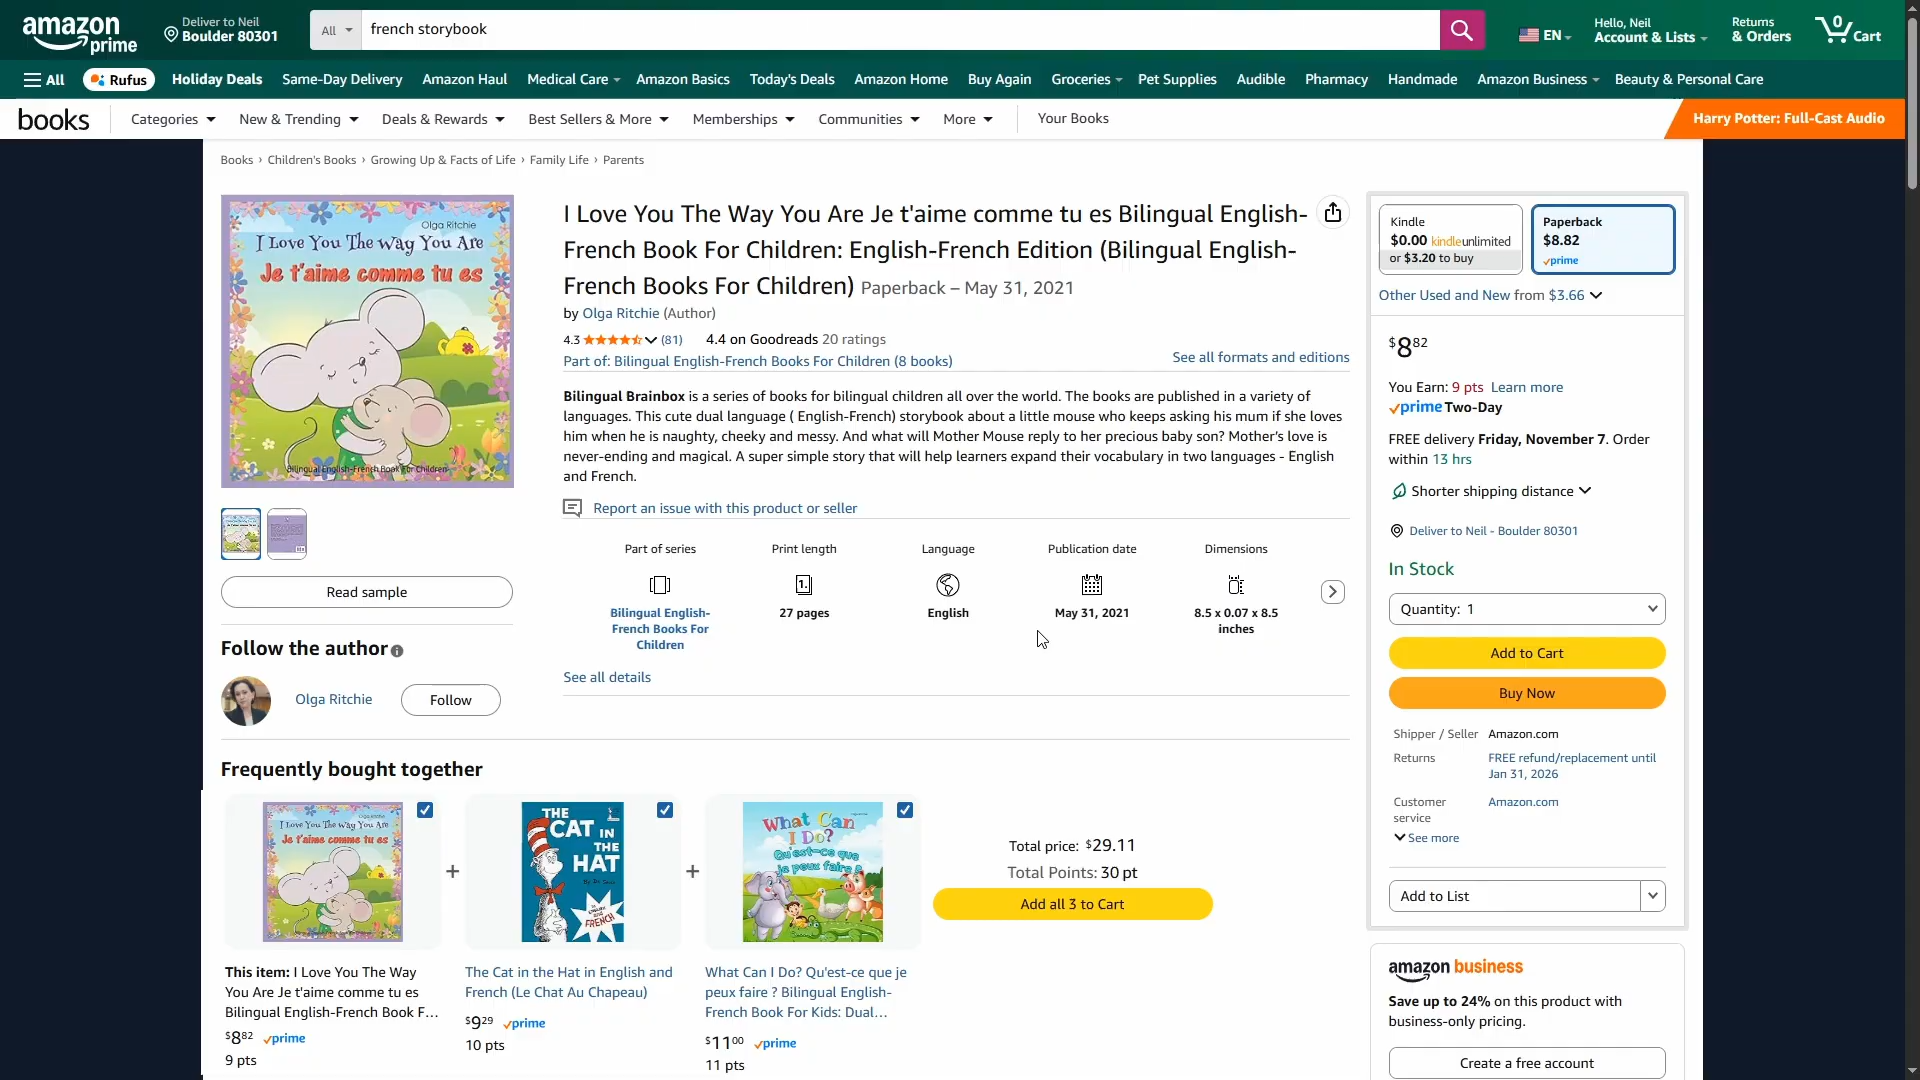 amazon
prime
Deliver to Neil
Boulder 80301
All
french storybook
EN
Hello, Neil
Account & Lists
Returns
& Orders
0
Cart
All
Rufus
Holiday Deals
Same-Day Delivery
Amazon Haul
Medical Care
Amazon Basics
Today's Deals
Amazon Home
Buy Again
Groceries
Pet Supplies
Audible
Pharmacy
Handmade
Amazon Business
Beauty & Personal Care
books
Categories
New & Trending
Deals & Rewards
Best Sellers & More
Memberships
Communities
More
Your Books
Harry Potter: Full-Cast Audio
Books › Children's Books › Growing Up & Facts of Life › Family Life › Parents
Olga Ritchie
I Love You The Way You Are
Je t'aime comme tu es
Bilingual English-French Book For Children
Read sample
Follow the author
Olga Ritchie
Follow
I Love You The Way You Are Je t'aime comme tu es Bilingual English-
French Book For Children: English-French Edition (Bilingual English-
French Books For Children) Paperback – May 31, 2021
by Olga Ritchie (Author)
4.3 (81) 4.4 on Goodreads 20 ratings
Part of: Bilingual English-French Books For Children (8 books)
See all formats and editions
Bilingual Brainbox is a series of books for bilingual children all over the world. The books are published in a variety of
languages. This cute dual language ( English-French) storybook about a little mouse who keeps asking his mum if she loves
him when he is naughty, cheeky and messy. And what will Mother Mouse reply to her precious baby son? Mother's love is
never-ending and magical. A super simple story that will help learners expand their vocabulary in two languages - English
and French.
Report an issue with this product or seller
Part of series
Bilingual English-
French Books For
Children
Print length
1.
27 pages
Language
English
Publication date
May 31, 2021
Dimensions
8.5 x 0.07 x 8.5
inches
See all details
Kindle
$0.00 kindleunlimited
or $3.20 to buy
Paperback
$8.82
prime
Other Used and New from $3.66
$8 82
You Earn: 9 pts Learn more
prime Two-Day
FREE delivery Friday, November 7. Order
within 13 hrs
Shorter shipping distance
Deliver to Neil - Boulder 80301
In Stock
Quantity: 1
Add to Cart
Buy Now
Shipper / Seller Amazon.com
Returns FREE refund/replacement until
Jan 31, 2026
Customer
service
Amazon.com
See more
Add to List
amazon business
Save up to 24% on this product with
business-only pricing.
Create a free account
Frequently bought together
Olga Ritchie
I Love You The Way You Are
Je t'aime comme tu es
+
THE
CAT IN
THE
HAT
By Dr. Seuss
IN ENGLISH
AND
FRENCH
+
What Can
I Do?
Qu'est-ce que
je peux faire ?
Total price: $29.11
Total Points: 30 pt
Add all 3 to Cart
This item: I Love You The Way
You Are Je t'aime comme tu es
Bilingual English-French Book F…
$8 82 prime
9 pts
The Cat in the Hat in English and
French (Le Chat Au Chapeau)
$9 29 prime
10 pts
What Can I Do? Qu'est-ce que je
peux faire ? Bilingual English-
French Book For Kids: Dual…
$11 00 prime
11 pts